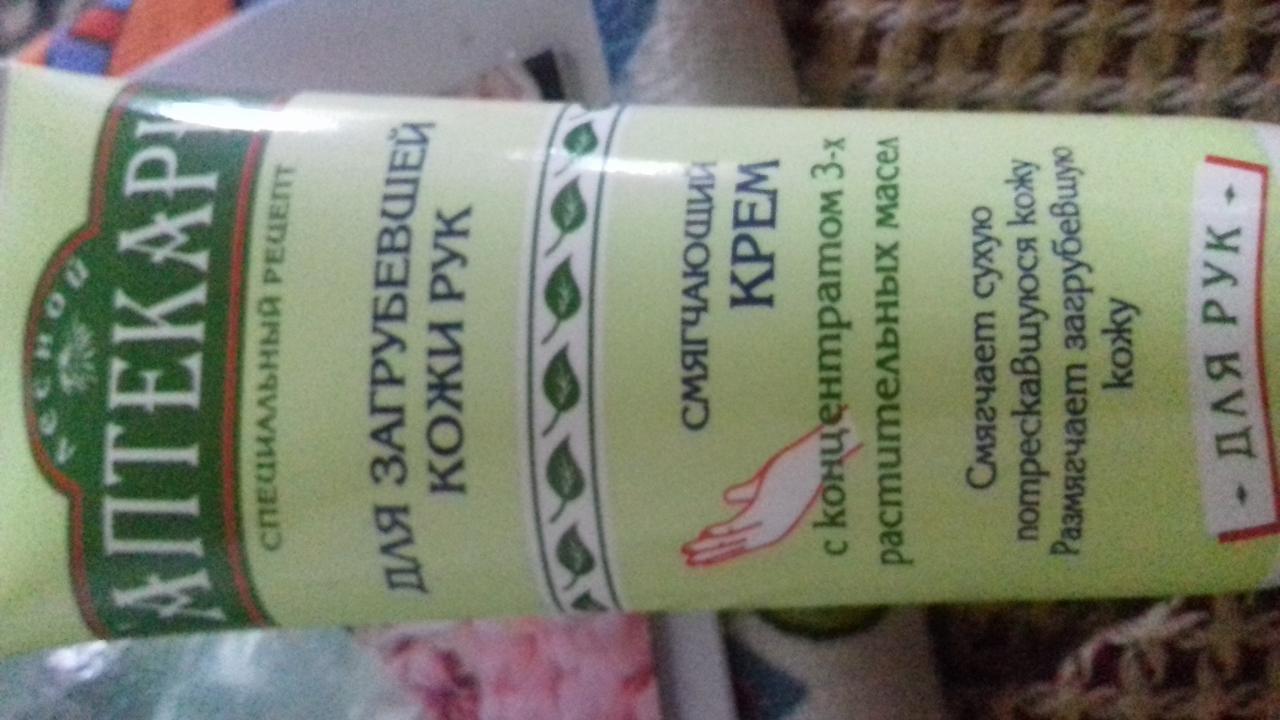 Лесной
АПТЕКАРЬ
СПЕЦИАЛЬНЫЙ РЕЦЕПТ
ДЛЯ ЗАГРУБЕВШЕЙ
КОЖИ РУК
СМЯГЧАЮЩИЙ
КРЕМ
с концентратом 3-х
растительных масел
Смягчает сухую
потрескавшуюся кожу
Размягчает загрубевшую
кожу
ДЛЯ РУК